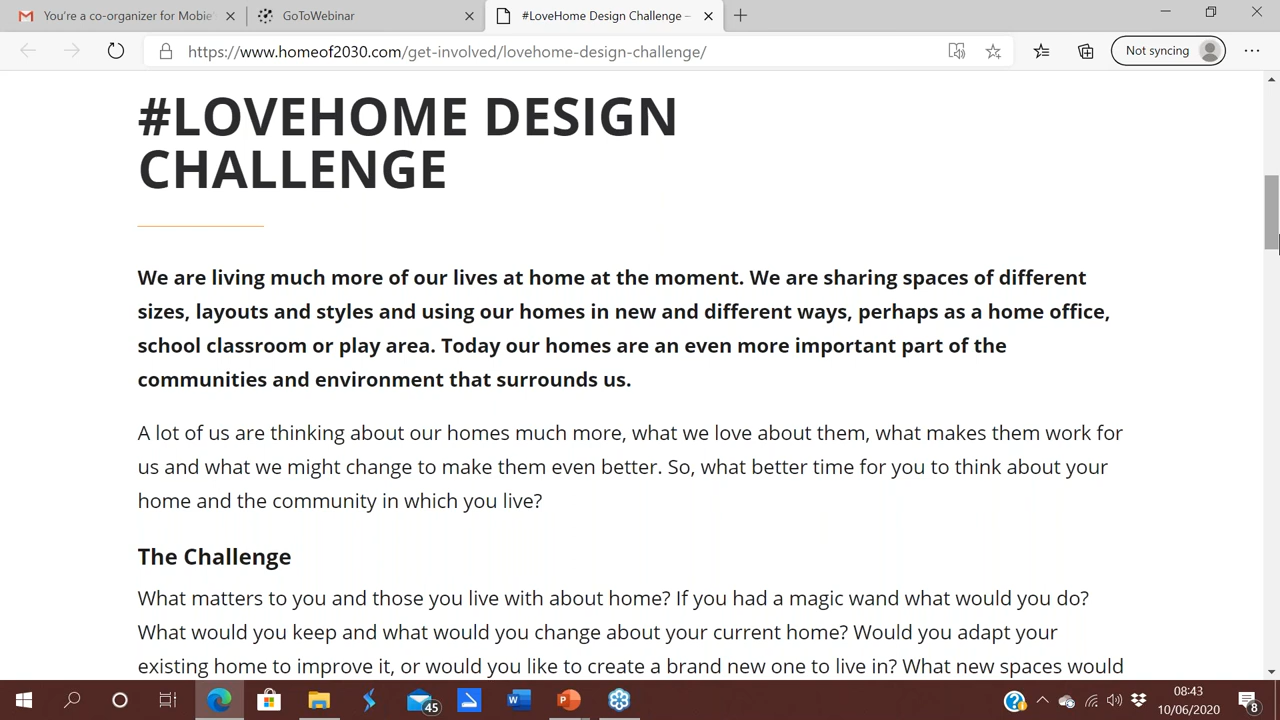 You're a co-organizer for Mobie'
GoToWebinar
#LoveHome Design Challenge –
https://www.homeof2030.com/get-involved/lovehome-design-challenge/
Not syncing
#LOVEHOME DESIGN
CHALLENGE
We are living much more of our lives at home at the moment. We are sharing spaces of different
sizes, layouts and styles and using our homes in new and different ways, perhaps as a home office,
school classroom or play area. Today our homes are an even more important part of the
communities and environment that surrounds us.
A lot of us are thinking about our homes much more, what we love about them, what makes them work for
us and what we might change to make them even better. So, what better time for you to think about your
home and the community in which you live?
The Challenge
What matters to you and those you live with about home? If you had a magic wand what would you do?
What would you keep and what would you change about your current home? Would you adapt your
existing home to improve it, or would you like to create a brand new one to live in? What new spaces would
45
08:43
10/06/2020
8